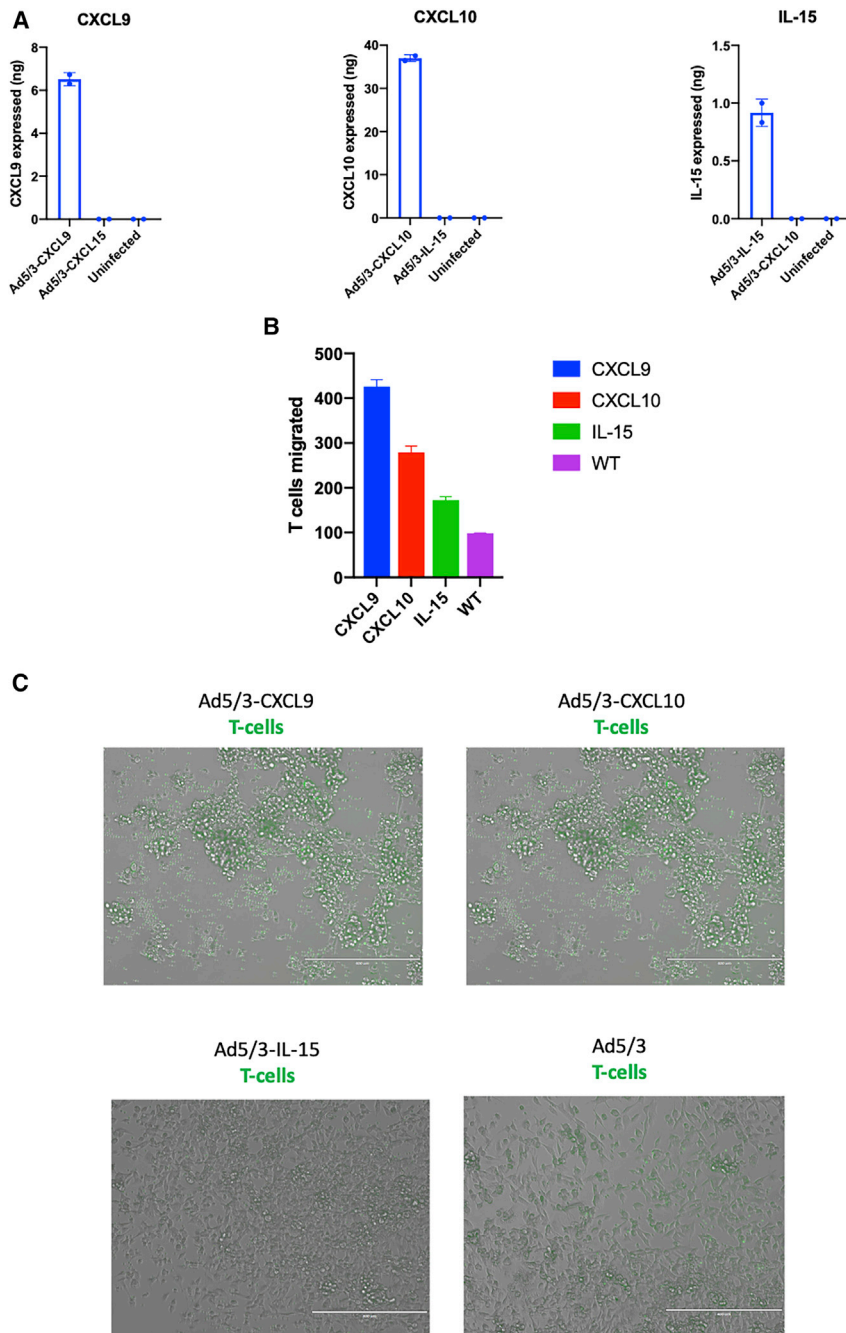 A
CXCL9
CXCL9 expressed (ng)
8
6
4
2
0
Ad5/3-CXCL9
Ad5/3-CXCL15
Uninfected
CXCL10
CXCL10 expressed (ng)
40
30
20
10
0
Ad5/3-CXCL10
Ad5/3-IL-15
Uninfected
IL-15
IL-15 expressed (ng)
1.5
1.0
0.5
0.0
Ad5/3-IL-15
Ad5/3-CXCL10
Uninfected
B
T cells migrated
500
400
300
200
100
0
CXCL9
CXCL10
IL-15
WT
CXCL9
CXCL10
IL-15
WT
C
Ad5/3-CXCL9
T-cells
Ad5/3-CXCL10
T-cells
Ad5/3-IL-15
T-cells
Ad5/3
T-cells